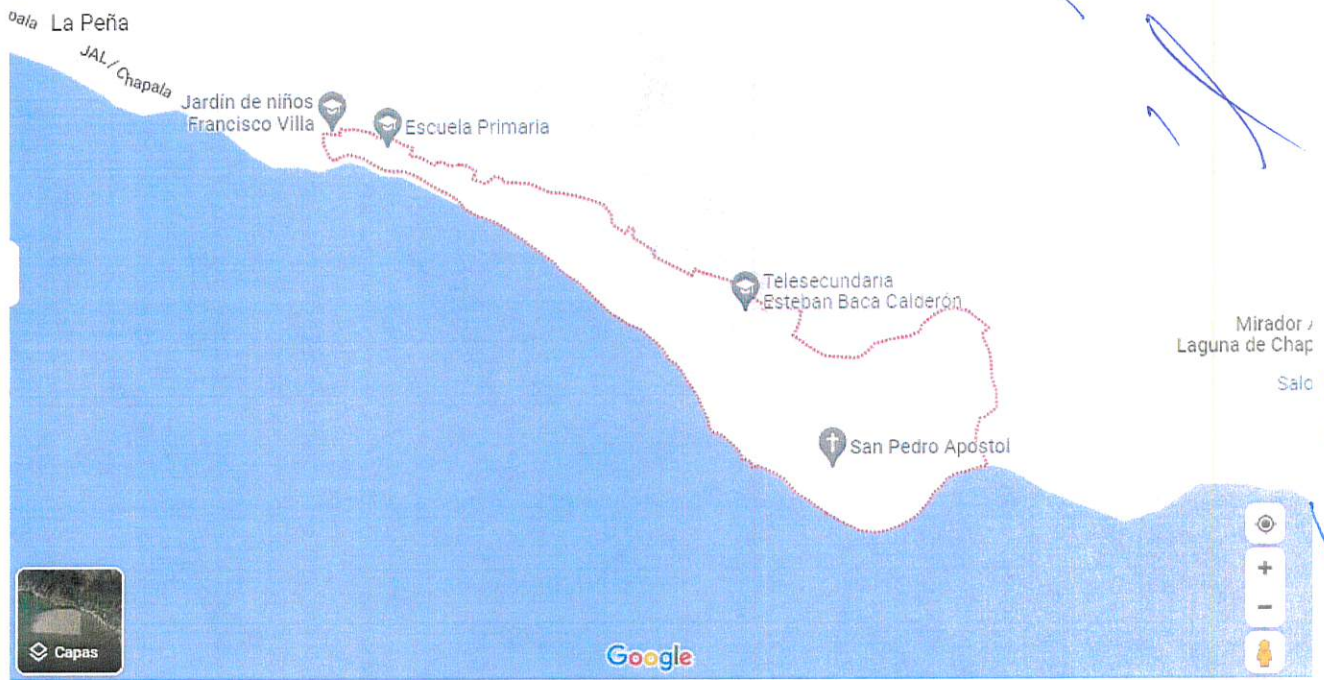 La Peña
JAL/Chapala
Jardín de niños
Francisco Villa
Escuela Primaria
Telesecundaria
Esteban Baca Calderón
Mirador
Laguna de Chap
Salo
San Pedro Apostol
Capas
Google